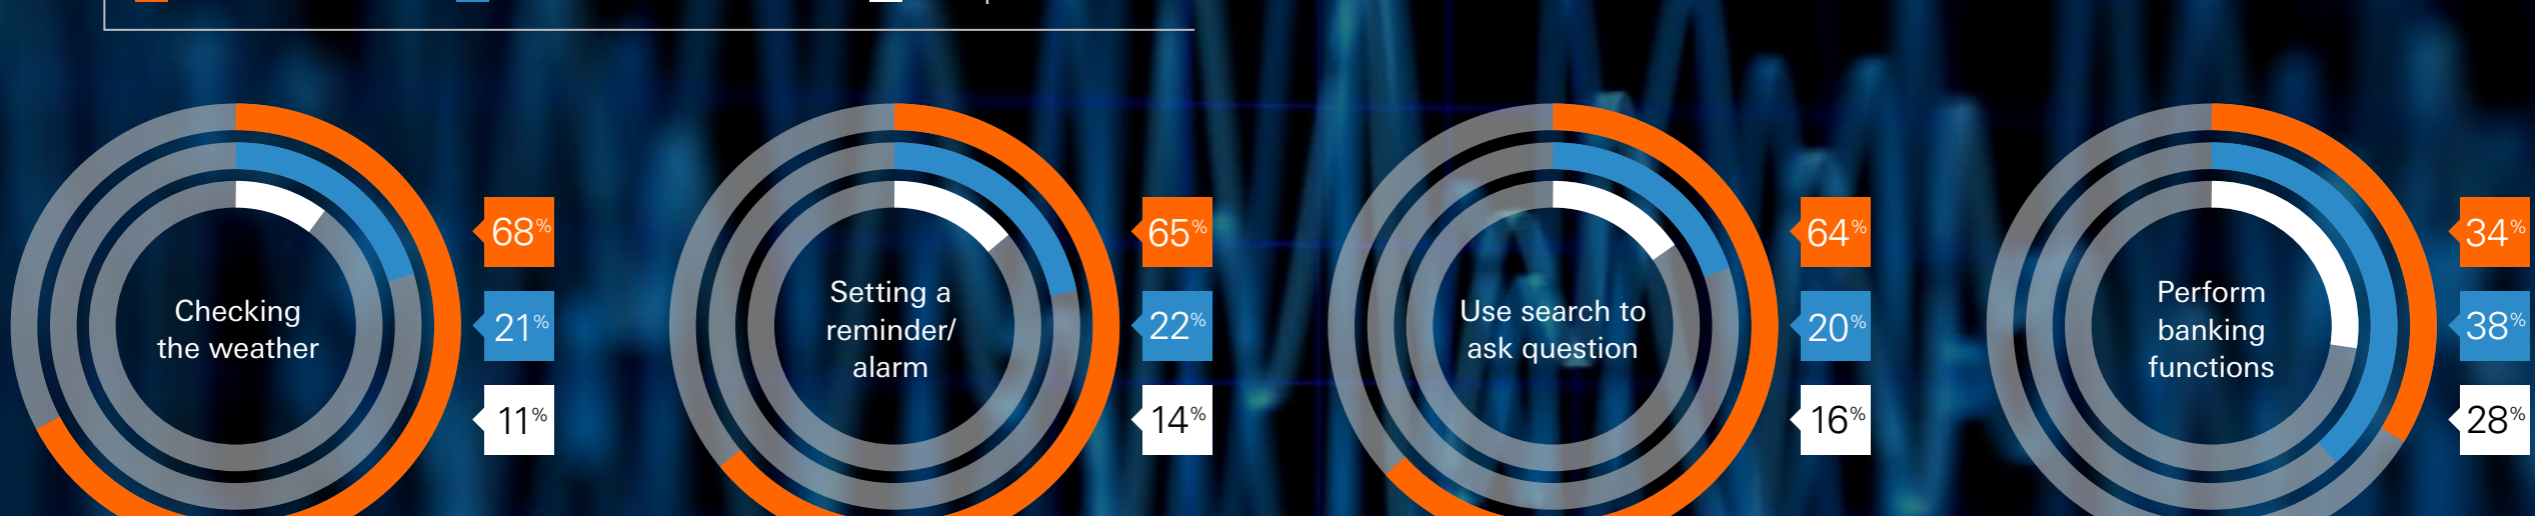 Checking
the weather
68%
21%
11%
Setting a
reminder/
alarm
65%
22%
14%
Use search to
ask question
64%
20%
16%
Perform
banking
functions
34%
38%
28%